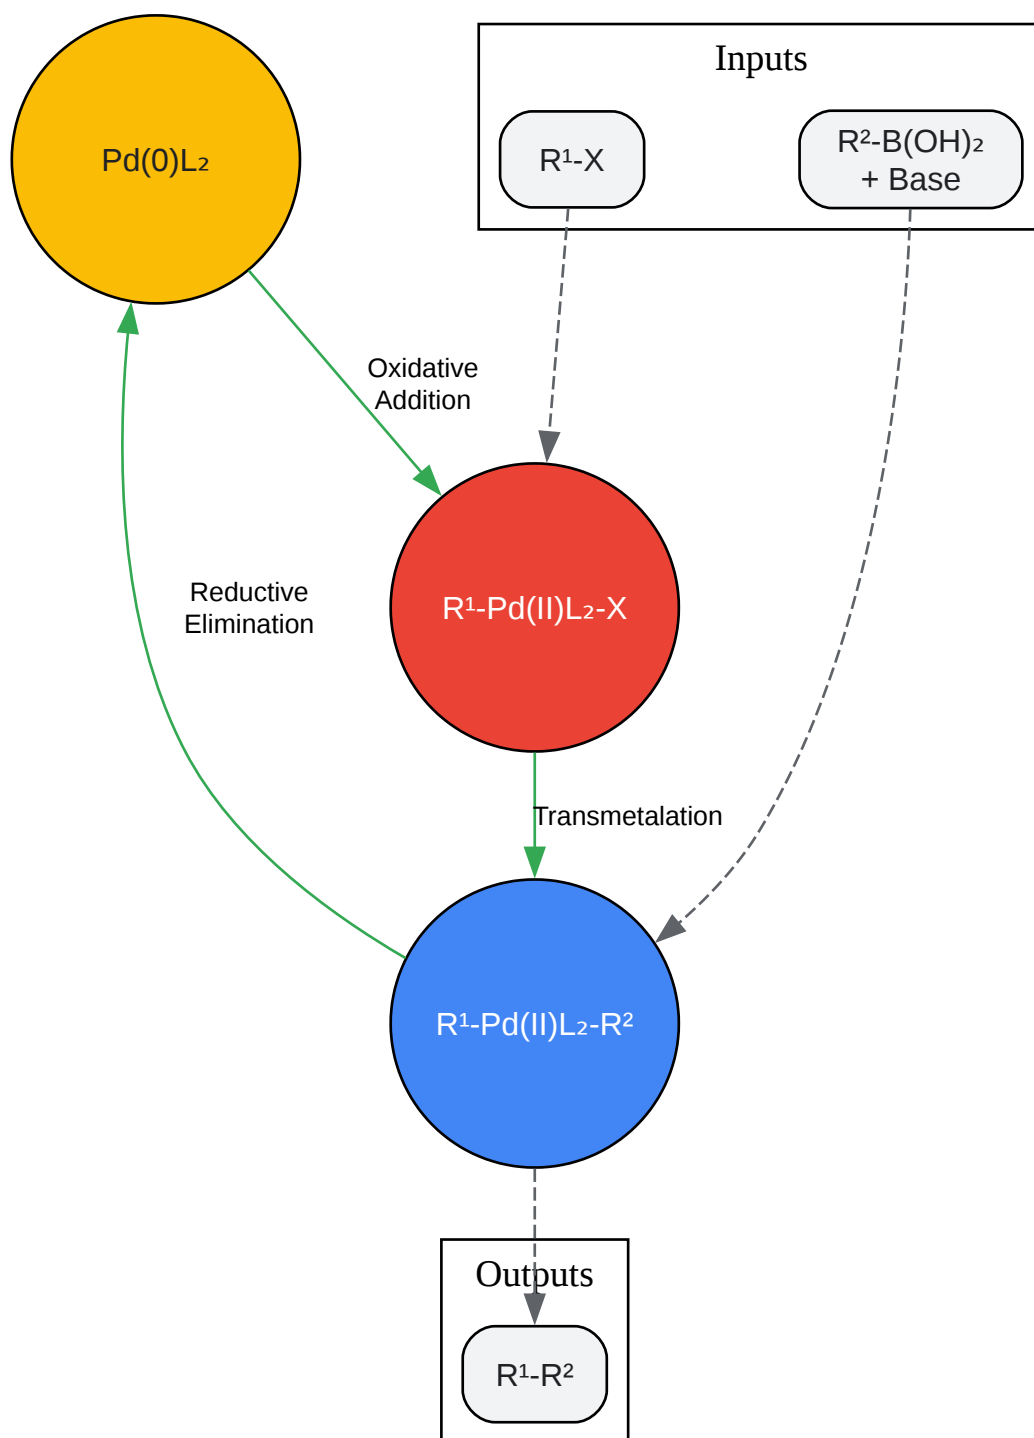 Inputs
Pd(0)L₂
R¹-X
R²-B(OH)₂
+ Base
Oxidative
Addition
Reductive
Elimination
R¹-Pd(II)L₂-X
Transmetalation
R¹-Pd(II)L₂-R²
Outputs
R¹-R²